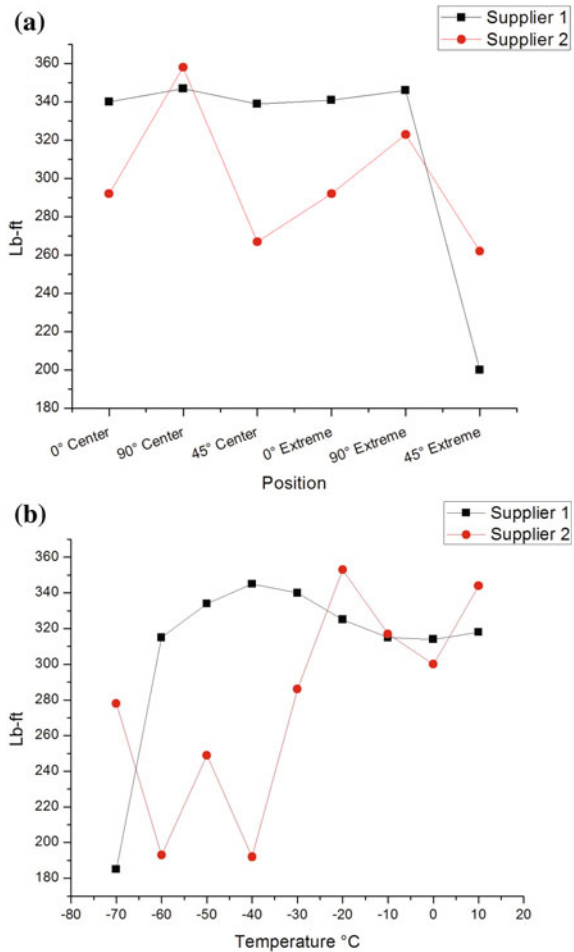 (a)
Supplier 1
Supplier 2
360
340
320
300
280
260
240
220
200
180
Lb-ft
0° Center
90° Center
45° Center
0° Extreme
90° Extreme
45° Extreme
Position
(b)
Supplier 1
Supplier 2
360
340
320
300
280
260
240
220
200
180
Lb-ft
-80 -70 -60 -50 -40 -30 -20 -10 0 10 20
Temperature °C